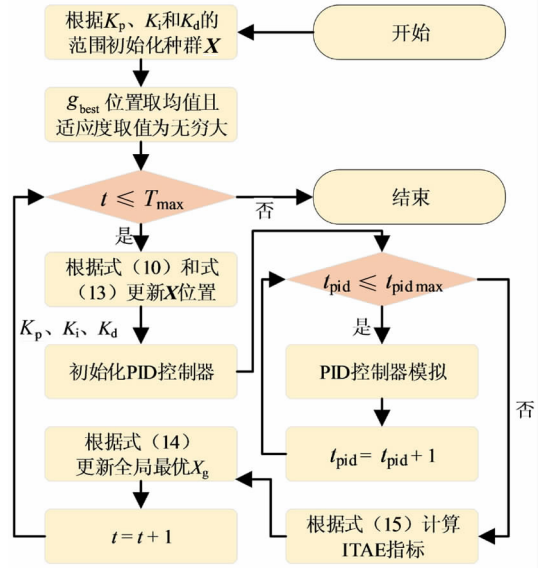 开始
根据Kp、Ki和Kd的
范围初始化种群X
gbest 位置取均值且
适应度取值为无穷大
t ≤ Tmax
否
结束
是
根据式（10）和式
（13）更新X位置
Kp、Ki、Kd
初始化PID控制器
tpid ≤ tpid max
是
否
PID控制器模拟
tpid = tpid + 1
根据式（15）计算
ITAE指标
根据式（14）
更新全局最优Xg
t = t + 1